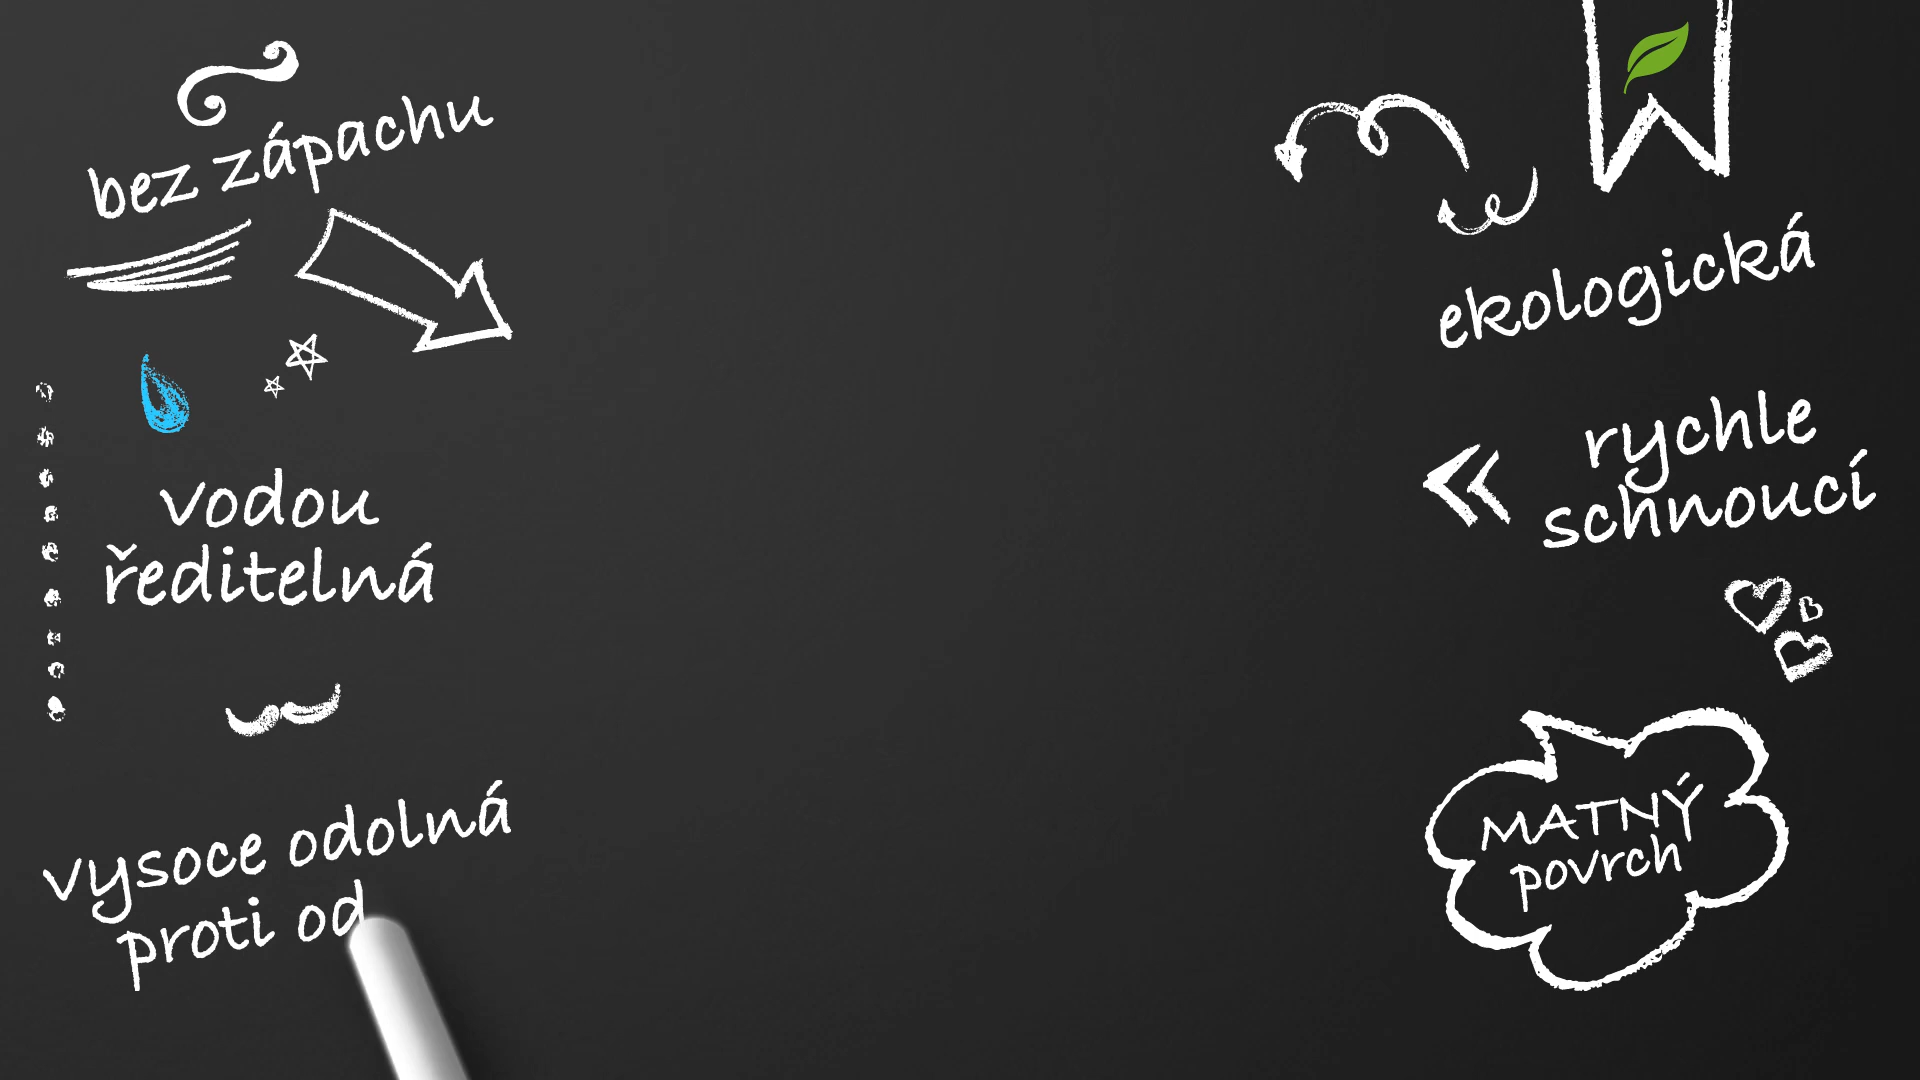 bez zápachu
vodou
ředitelná
vysoce odolná
proti od
ekologická
rychle
schnoucí
MATNÝ
povrch